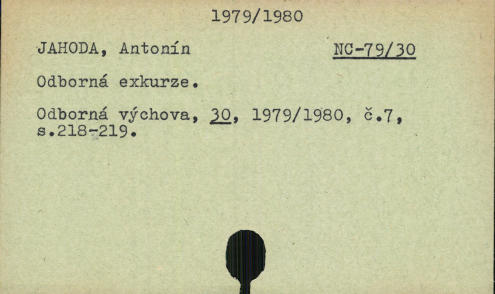 1979/1980
JAHODA, Antonín NC-79/30
Odborná exkurze.
Odborná výchova, 30, 1979/1980, č.7,
s.218-219.